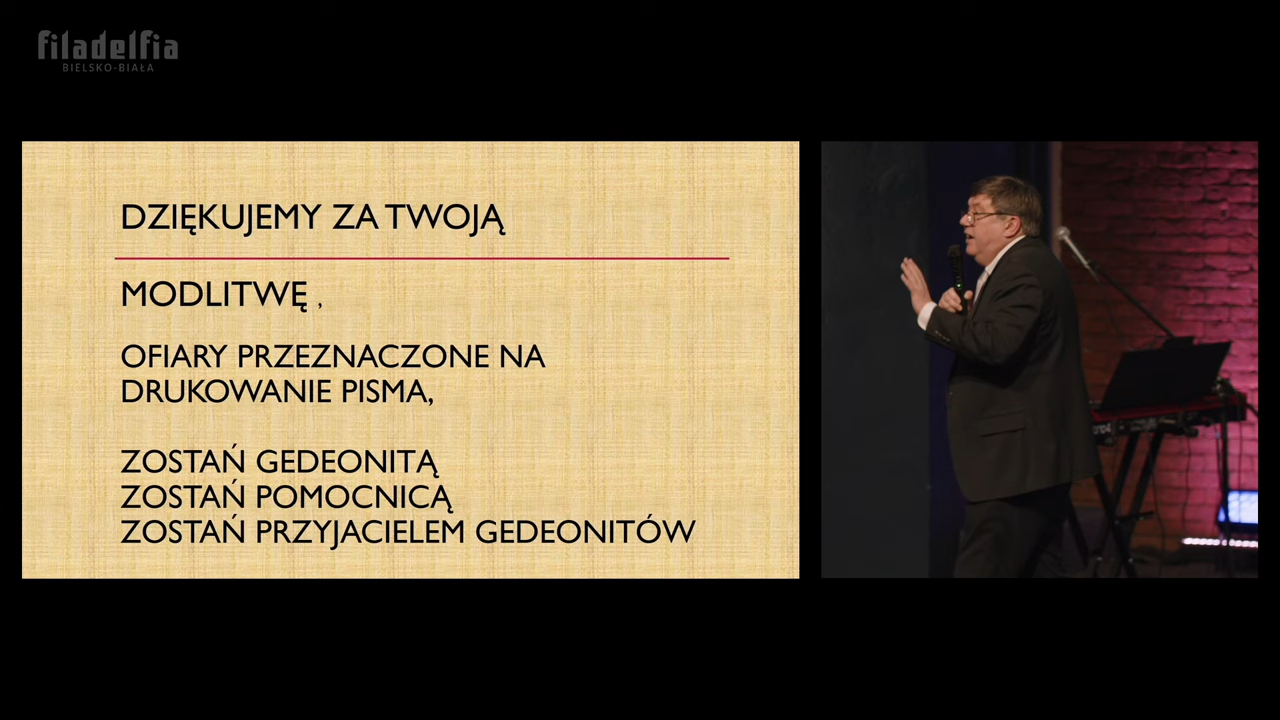 filadelfia
BIELSKO-BIAŁA
DZIĘKUJEMY ZA TWOJĄ
MODLITWĘ ,
OFIARY PRZEZNACZONE NA
DRUKOWANIE PISMA,
ZOSTAŃ GEDEONITĄ
ZOSTAŃ POMOCNICĄ
ZOSTAŃ PRZYJACIELEM GEDEONITÓW